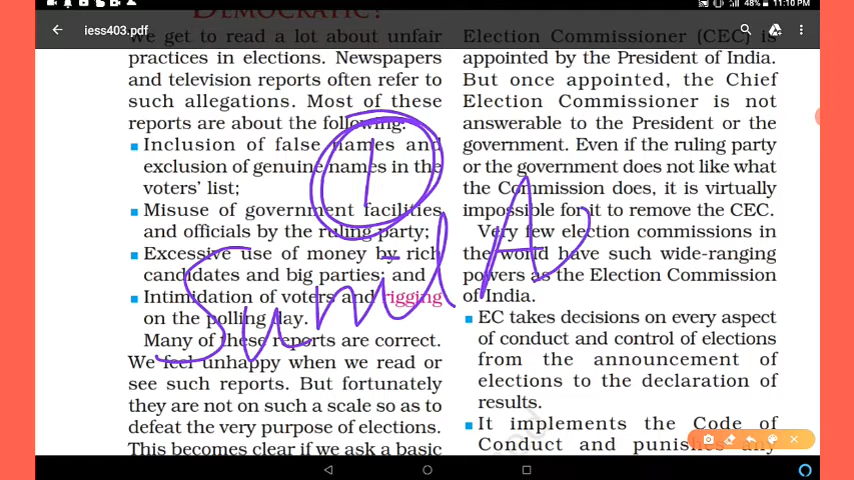 48% 11:10 PM
iess403.pdf
DEMOCRATIC?
We get to read a lot about unfair
practices in elections. Newspapers
and television reports often refer to
such allegations. Most of these
reports are about the following:
Inclusion of false names and
exclusion of genuine names in the
voters' list;
Misuse of government facilities
and officials by the ruling party;
Excessive use of money by rich
candidates and big parties; and
Intimidation of voters and rigging
on the polling day.
Many of these reports are correct.
We feel unhappy when we read or
see such reports. But fortunately
they are not on such a scale so as to
defeat the very purpose of elections.
This becomes clear if we ask a basic
Election Commissioner (CEC) is
appointed by the President of India.
But once appointed, the Chief
Election Commissioner is not
answerable to the President or the
government. Even if the ruling party
or the government does not like what
the Commission does, it is virtually
impossible for it to remove the CEC.
Very few election commissions in
the world have such wide-ranging
powers as the Election Commission
of India.
EC takes decisions on every aspect
of conduct and control of elections
from the announcement of
elections to the declaration of
results.
It implements the Code of
Conduct and punishes any
1
Sumid A